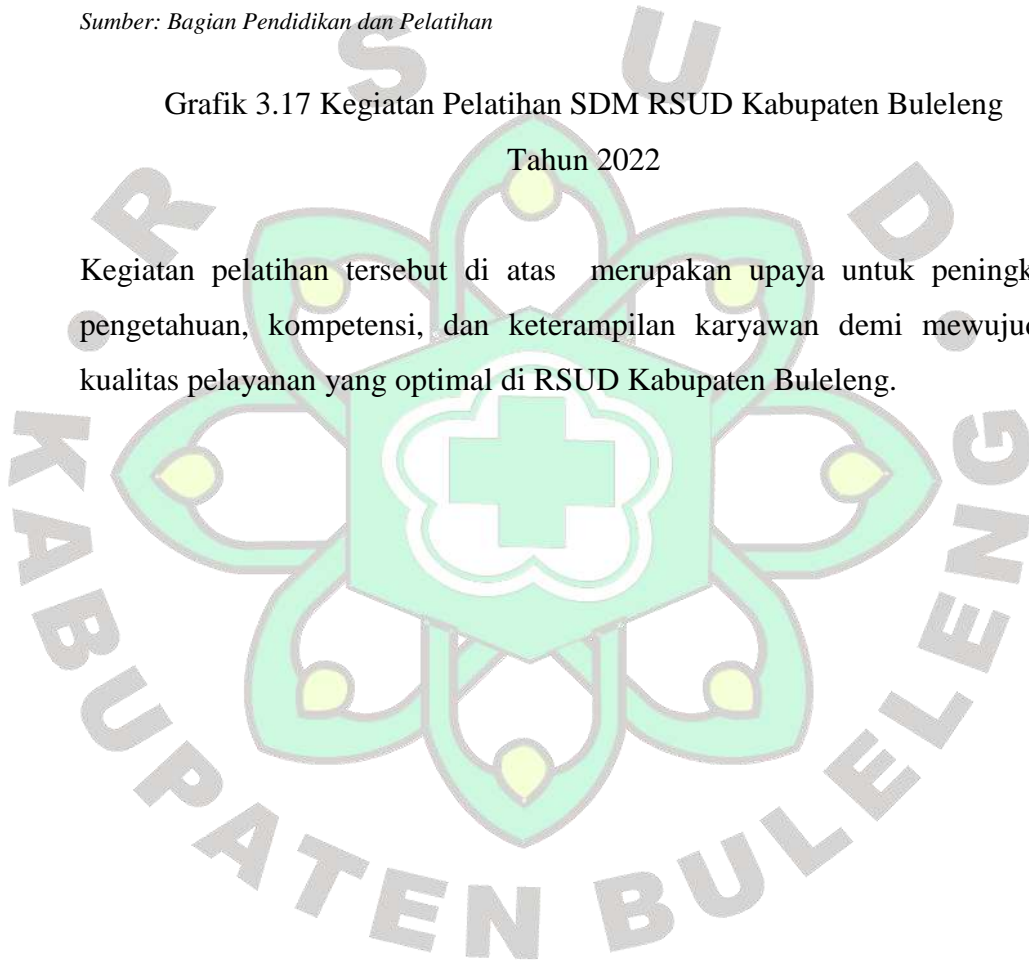 Sumber: Bagian Pendidikan dan Pelatihan
Grafik 3.17 Kegiatan Pelatihan SDM RSUD Kabupaten Buleleng
Tahun 2022
Kegiatan pelatihan tersebut di atas merupakan upaya untuk
pengetahuan, kompetensi, dan keterampilan karyawan demi
kualitas pelayanan yang optimal di RSUD Kabupaten Buleleng.
RSUD
KABUPATEN BULELENG